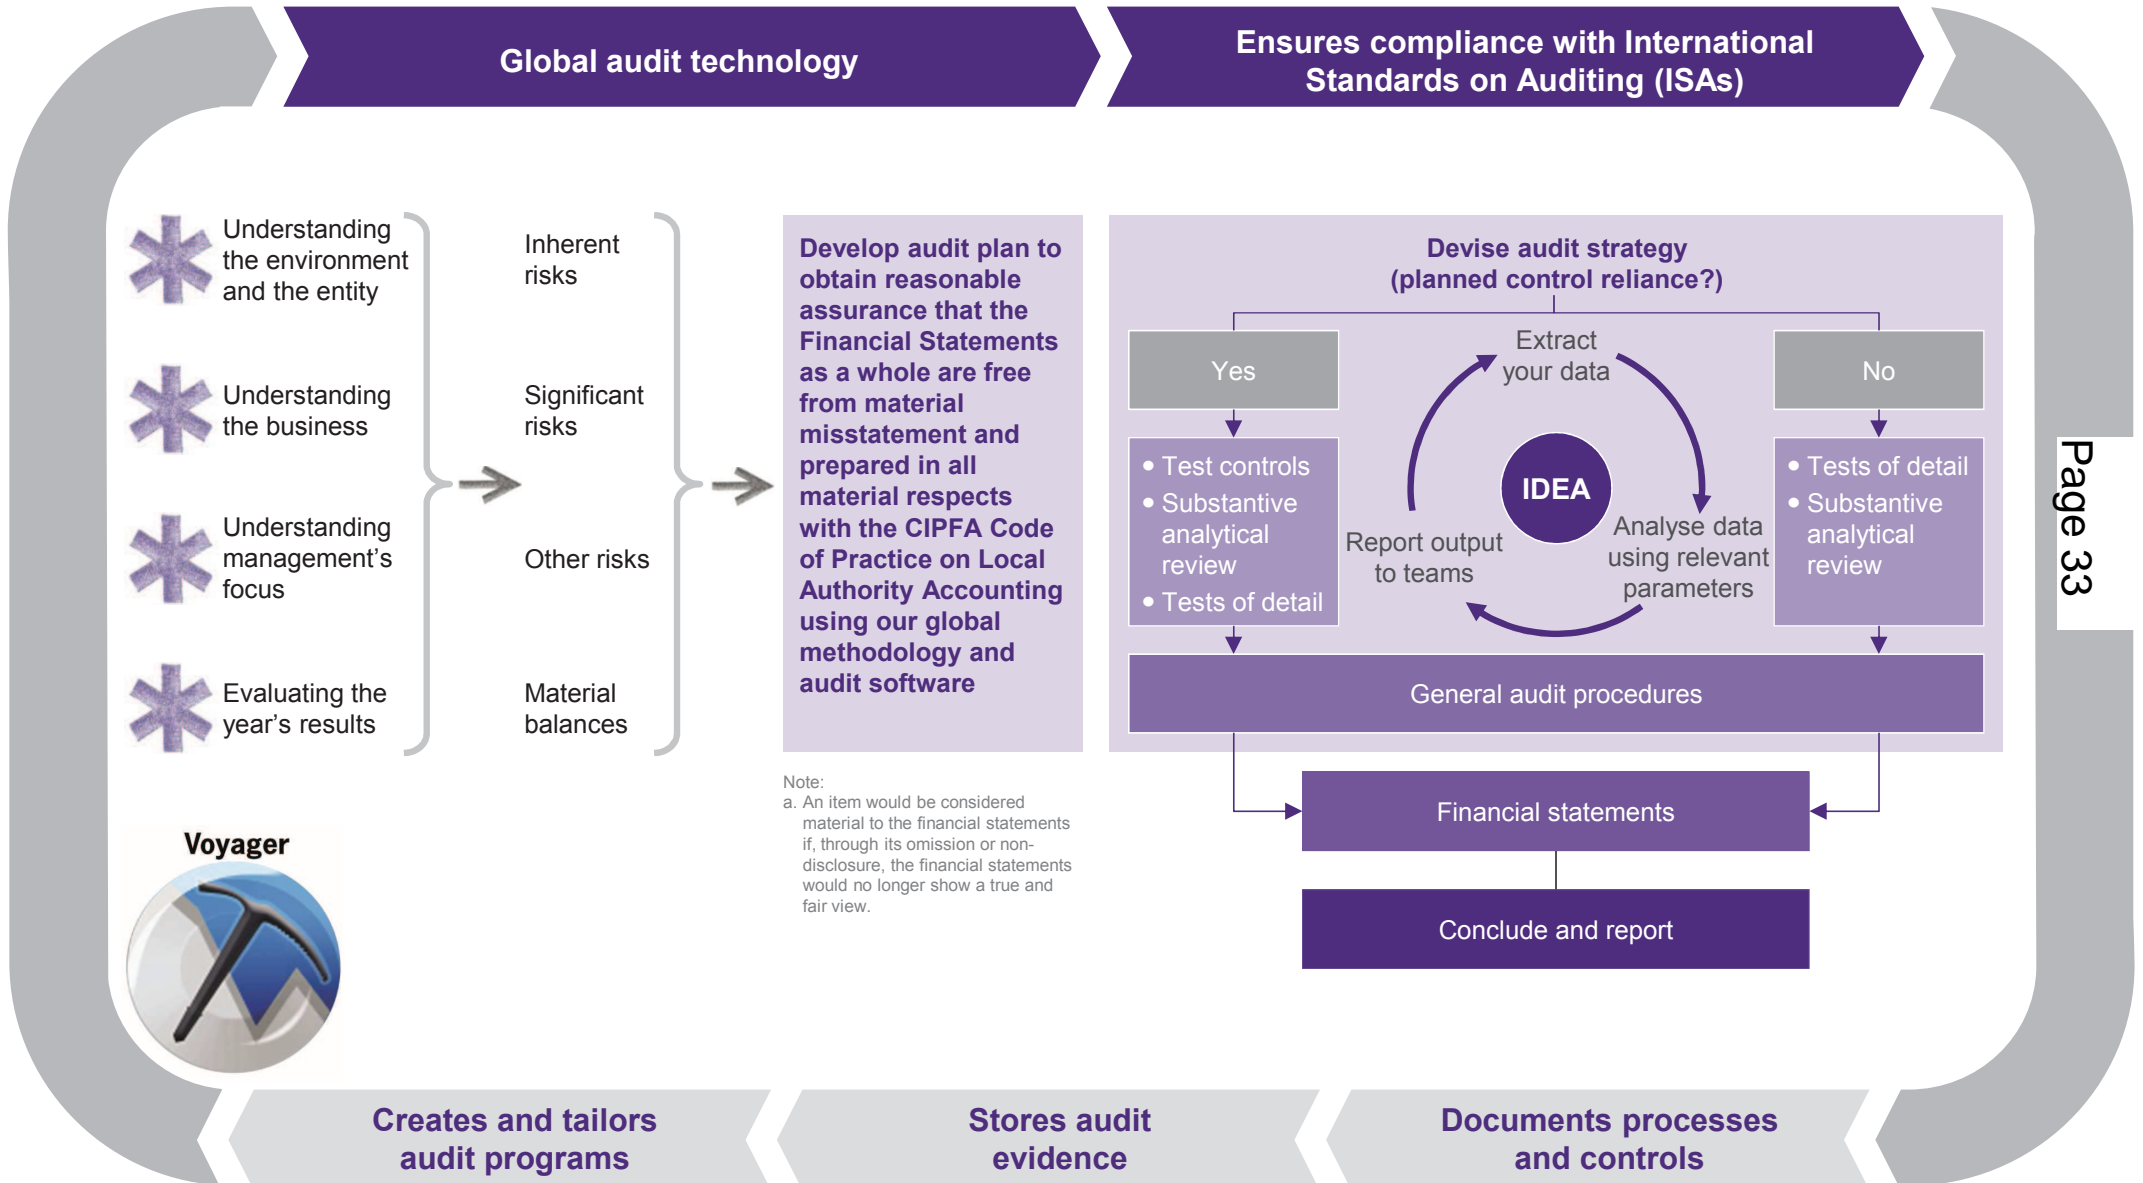 Global audit technology
Ensures compliance with International
Standards on Auditing (ISAs)
Understanding
the environment
and the entity
Understanding
the business
Understanding
management’s
focus
Evaluating the
year’s results
Inherent
risks
Significant
risks
Other risks
Material
balances
Develop audit plan to
obtain reasonable
assurance that the
Financial Statements
as a whole are free
from material
misstatement and
prepared in all
material respects
with the CIPFA Code
of Practice on Local
Authority Accounting
using our global
methodology and
audit software
Note:
a. An item would be considered
material to the financial statements
if, through its omission or non-
disclosure, the financial statements
would no longer show a true and
fair view.
Devise audit strategy
(planned control reliance?)
Yes
• Test controls
• Substantive
analytical
review
• Tests of detail
Extract
your data
IDEA
Analyse data
using relevant
parameters
Report output
to teams
No
• Tests of detail
• Substantive
analytical
review
General audit procedures
Financial statements
Conclude and report
Voyager
Creates and tailors
audit programs
Stores audit
evidence
Documents processes
and controls
Page 33